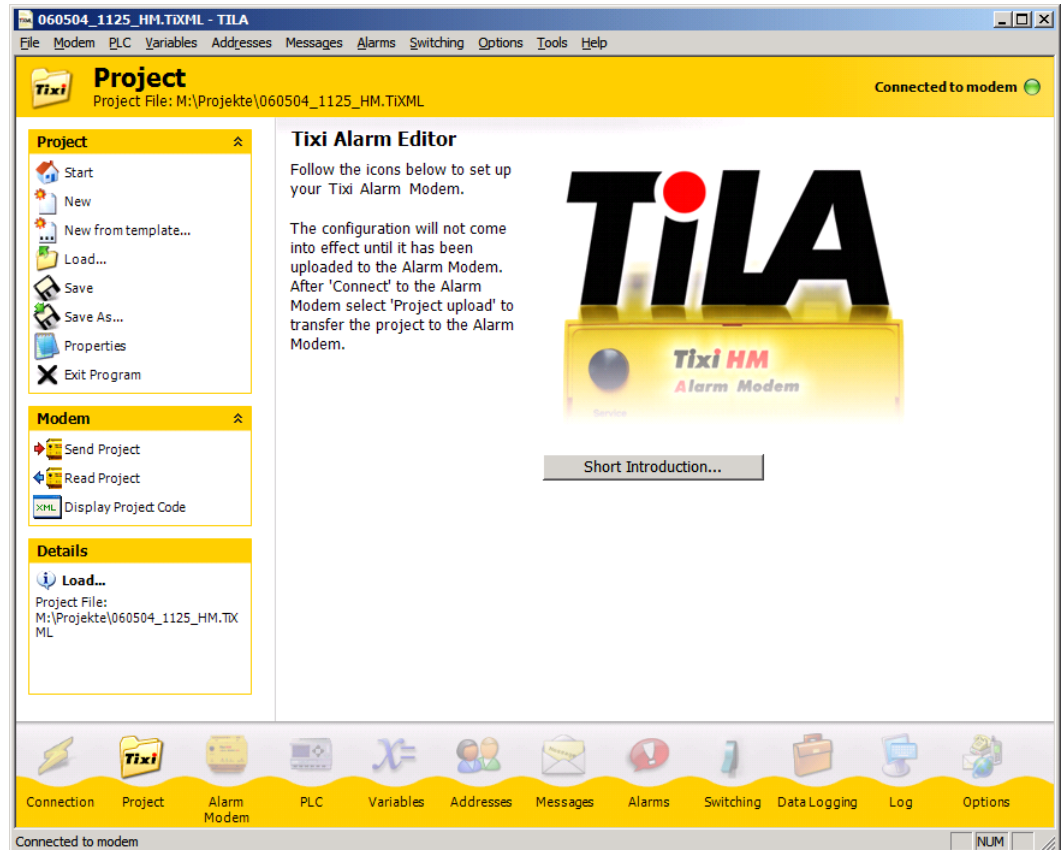 060504_1125_HM.TiXML - TILA
File Modem PLC Variables Addresses Messages Alarms Switching Options Tools Help
Tixi
Project
Project File: M:\Projekte\060504_1125_HM.TiXML
Connected to modem
Project
Start
New
New from template...
Load...
Save
Save As...
Properties
Exit Program
Modem
Send Project
Read Project
XML Display Project Code
Details
Load...
Project File:
M:\Projekte\060504_1125_HM.TiX
ML
Tixi Alarm Editor
Follow the icons below to set up
your Tixi Alarm Modem.
The configuration will not come
into effect until it has been
uploaded to the Alarm Modem.
After 'Connect' to the Alarm
Modem select 'Project upload' to
transfer the project to the Alarm
Modem.
TiLA
Tixi HM
Alarm Modem
Service
Short Introduction...
Tixi
Message
Connection Project Alarm Modem PLC Variables Addresses Messages Alarms Switching Data Logging Log Options
Connected to modem
NUM